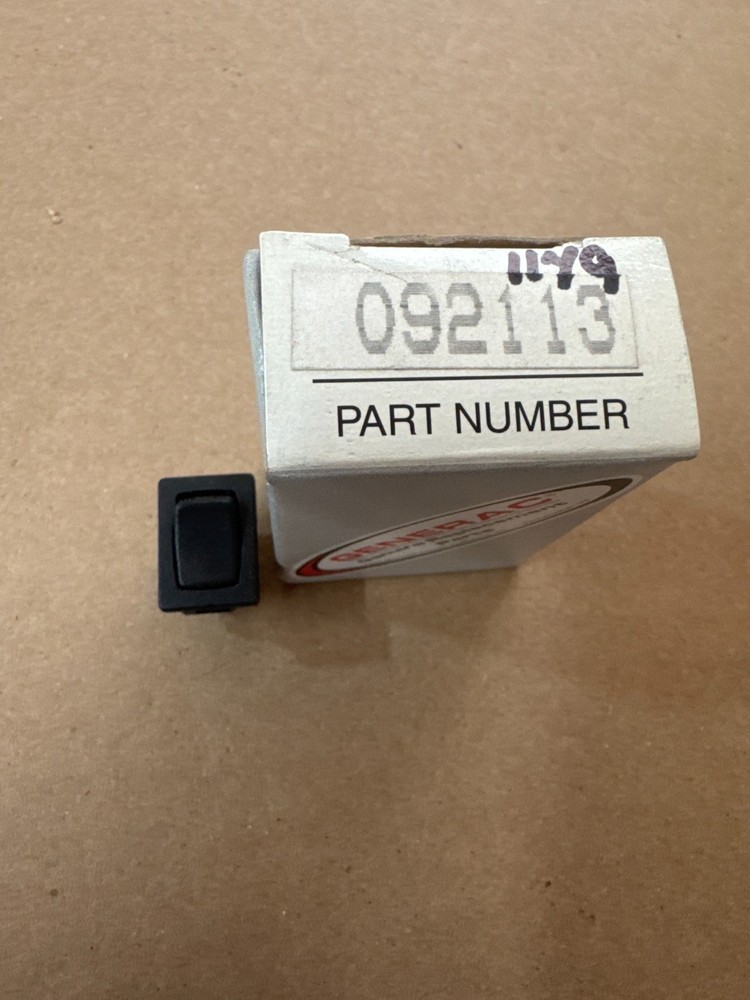 1149
092113
PART NUMBER
GENERAC